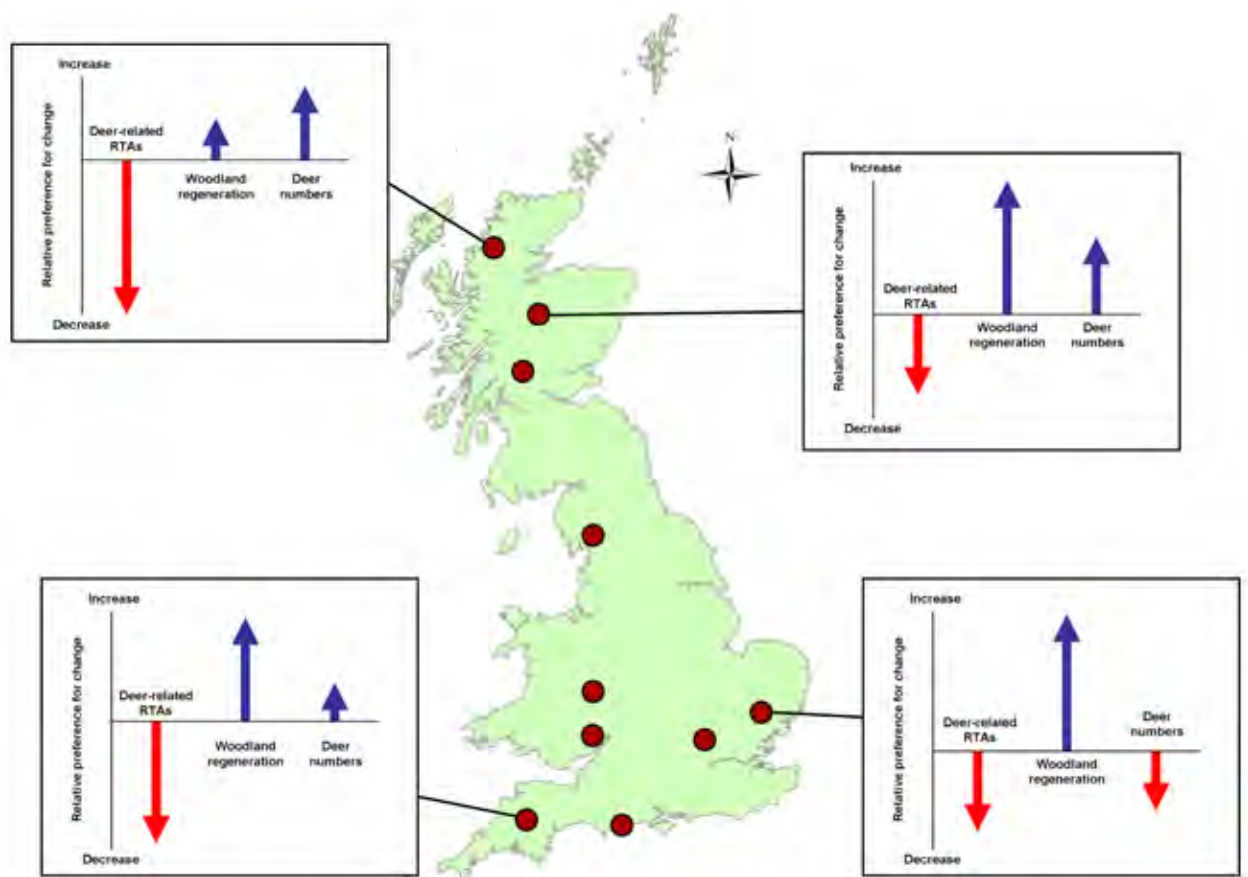 Increase
Relative preference for change
Deer-related
RTAs
Woodland
regeneration
Deer
numbers
Decrease
N
Increase
Relative preference for change
Deer-related
RTAs
Woodland
regeneration
Deer
numbers
Decrease
Increase
Relative preference for change
Deer-related
RTAs
Woodland
regeneration
Deer
numbers
Decrease
Increase
Relative preference for change
Deer-related
RTAs
Woodland
regeneration
Deer
numbers
Decrease